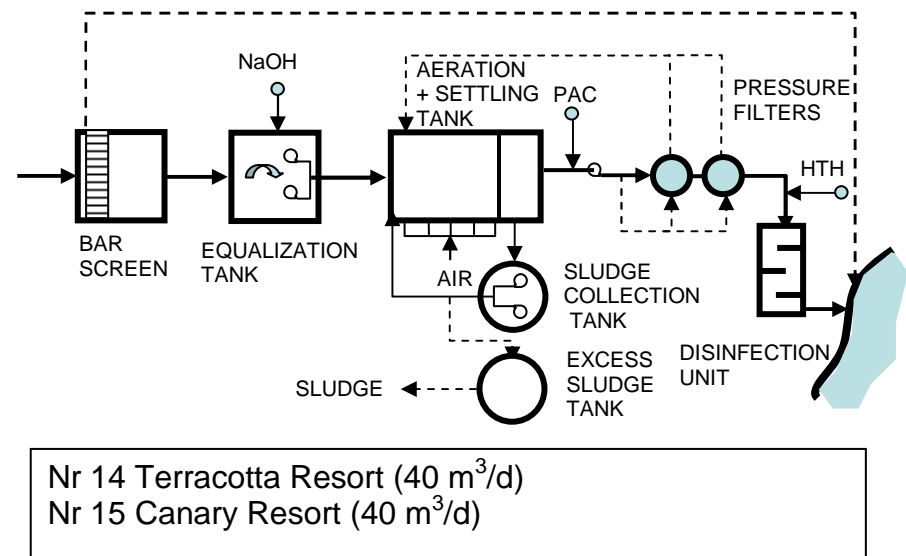 NaOH
AERATION
+ SETTLING
TANK
PAC
PRESSURE
FILTERS
HTH
BAR
SCREEN
EQUALIZATION
TANK
AIR
SLUDGE
COLLECTION
TANK
SLUDGE
EXCESS
SLUDGE
TANK
DISINFECTION
UNIT
Nr 14 Terracotta Resort (40 m³/d)
Nr 15 Canary Resort (40 m³/d)